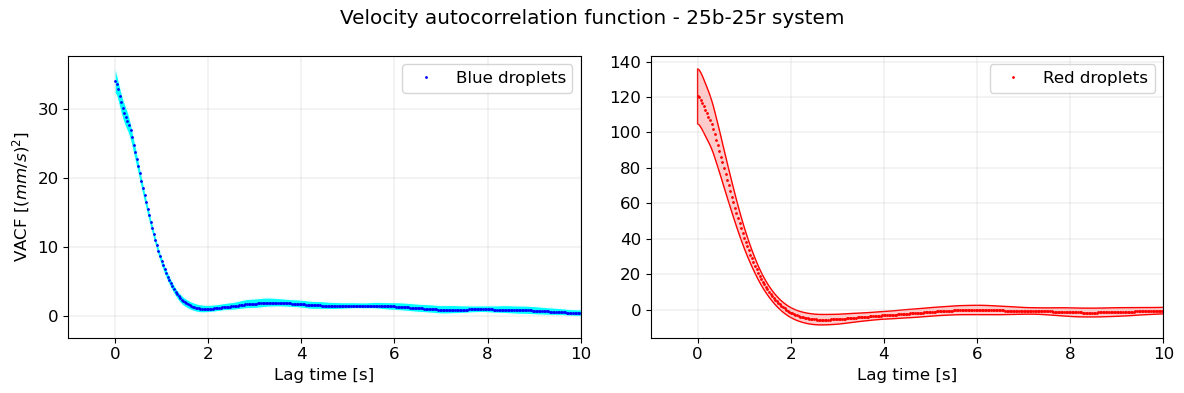 Velocity autocorrelation function - 25b-25r system
VACF [(mm/s)²]
30
20
10
0
Blue droplets
0 2 4 6 8 10
Lag time [s]
140
120
100
80
60
40
20
0
Red droplets
0 2 4 6 8 10
Lag time [s]